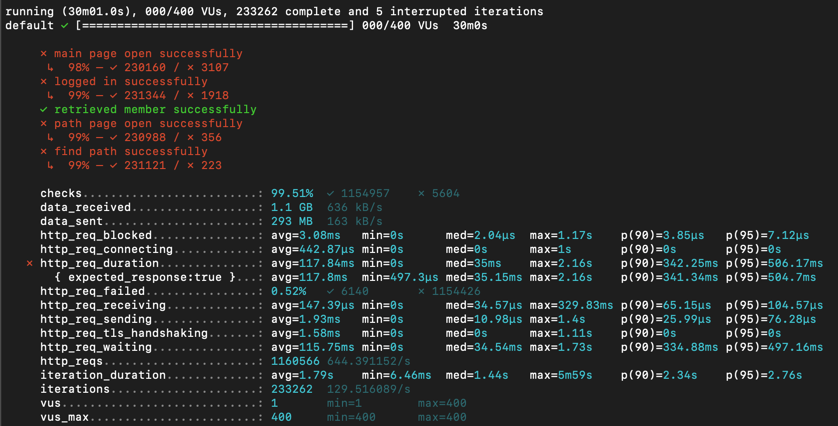 running (30m01.0s), 000/400 VUs, 233262 complete and 5 interrupted iterations
default ✓ [======================================] 000/400 VUs  30m0s
✗ main page open successfully
↳  98% — ✓ 230160 / ✗ 3107
✗ logged in successfully
↳  99% — ✓ 231344 / ✗ 1918
✓ retrieved member successfully
✗ path page open successfully
↳  99% — ✓ 230988 / ✗ 356
✗ find path successfully
↳  99% — ✓ 231121 / ✗ 223
checks.........................: 99.51%  ✓ 1154957    ✗ 5604
data_received..................: 1.1 GB  636 kB/s
data_sent......................: 293 MB  163 kB/s
http_req_blocked...............: avg=3.08ms   min=0s      med=2.04µs  max=1.17s    p(90)=3.85µs   p(95)=7.12µs
http_req_connecting............: avg=442.87µs min=0s      med=0s      max=1s       p(90)=0s       p(95)=0s
✗ http_req_duration..............: avg=117.84ms min=0s      med=35ms    max=2.16s    p(90)=342.25ms p(95)=506.17ms
{ expected_response:true }...: avg=117.8ms  min=497.3µs med=35.15ms max=2.16s    p(90)=341.34ms p(95)=504.7ms
http_req_failed................: 0.52%   ✓ 6140       ✗ 1154426
http_req_receiving.............: avg=147.39µs min=0s      med=34.57µs max=329.83ms p(90)=65.15µs  p(95)=104.57µs
http_req_sending...............: avg=1.93ms   min=0s      med=10.98µs max=1.4s     p(90)=25.99µs  p(95)=76.28µs
http_req_tls_handshaking.......: avg=1.58ms   min=0s      med=0s      max=1.11s    p(90)=0s       p(95)=0s
http_req_waiting...............: avg=115.75ms min=0s      med=34.54ms max=1.73s    p(90)=334.88ms p(95)=497.16ms
http_reqs......................: 1160566 644.391152/s
iteration_duration.............: avg=1.79s    min=6.46ms  med=1.44s   max=5m59s    p(90)=2.34s    p(95)=2.76s
iterations.....................: 233262  129.516089/s
vus............................: 1       min=1        max=400
vus_max........................: 400     min=400      max=400